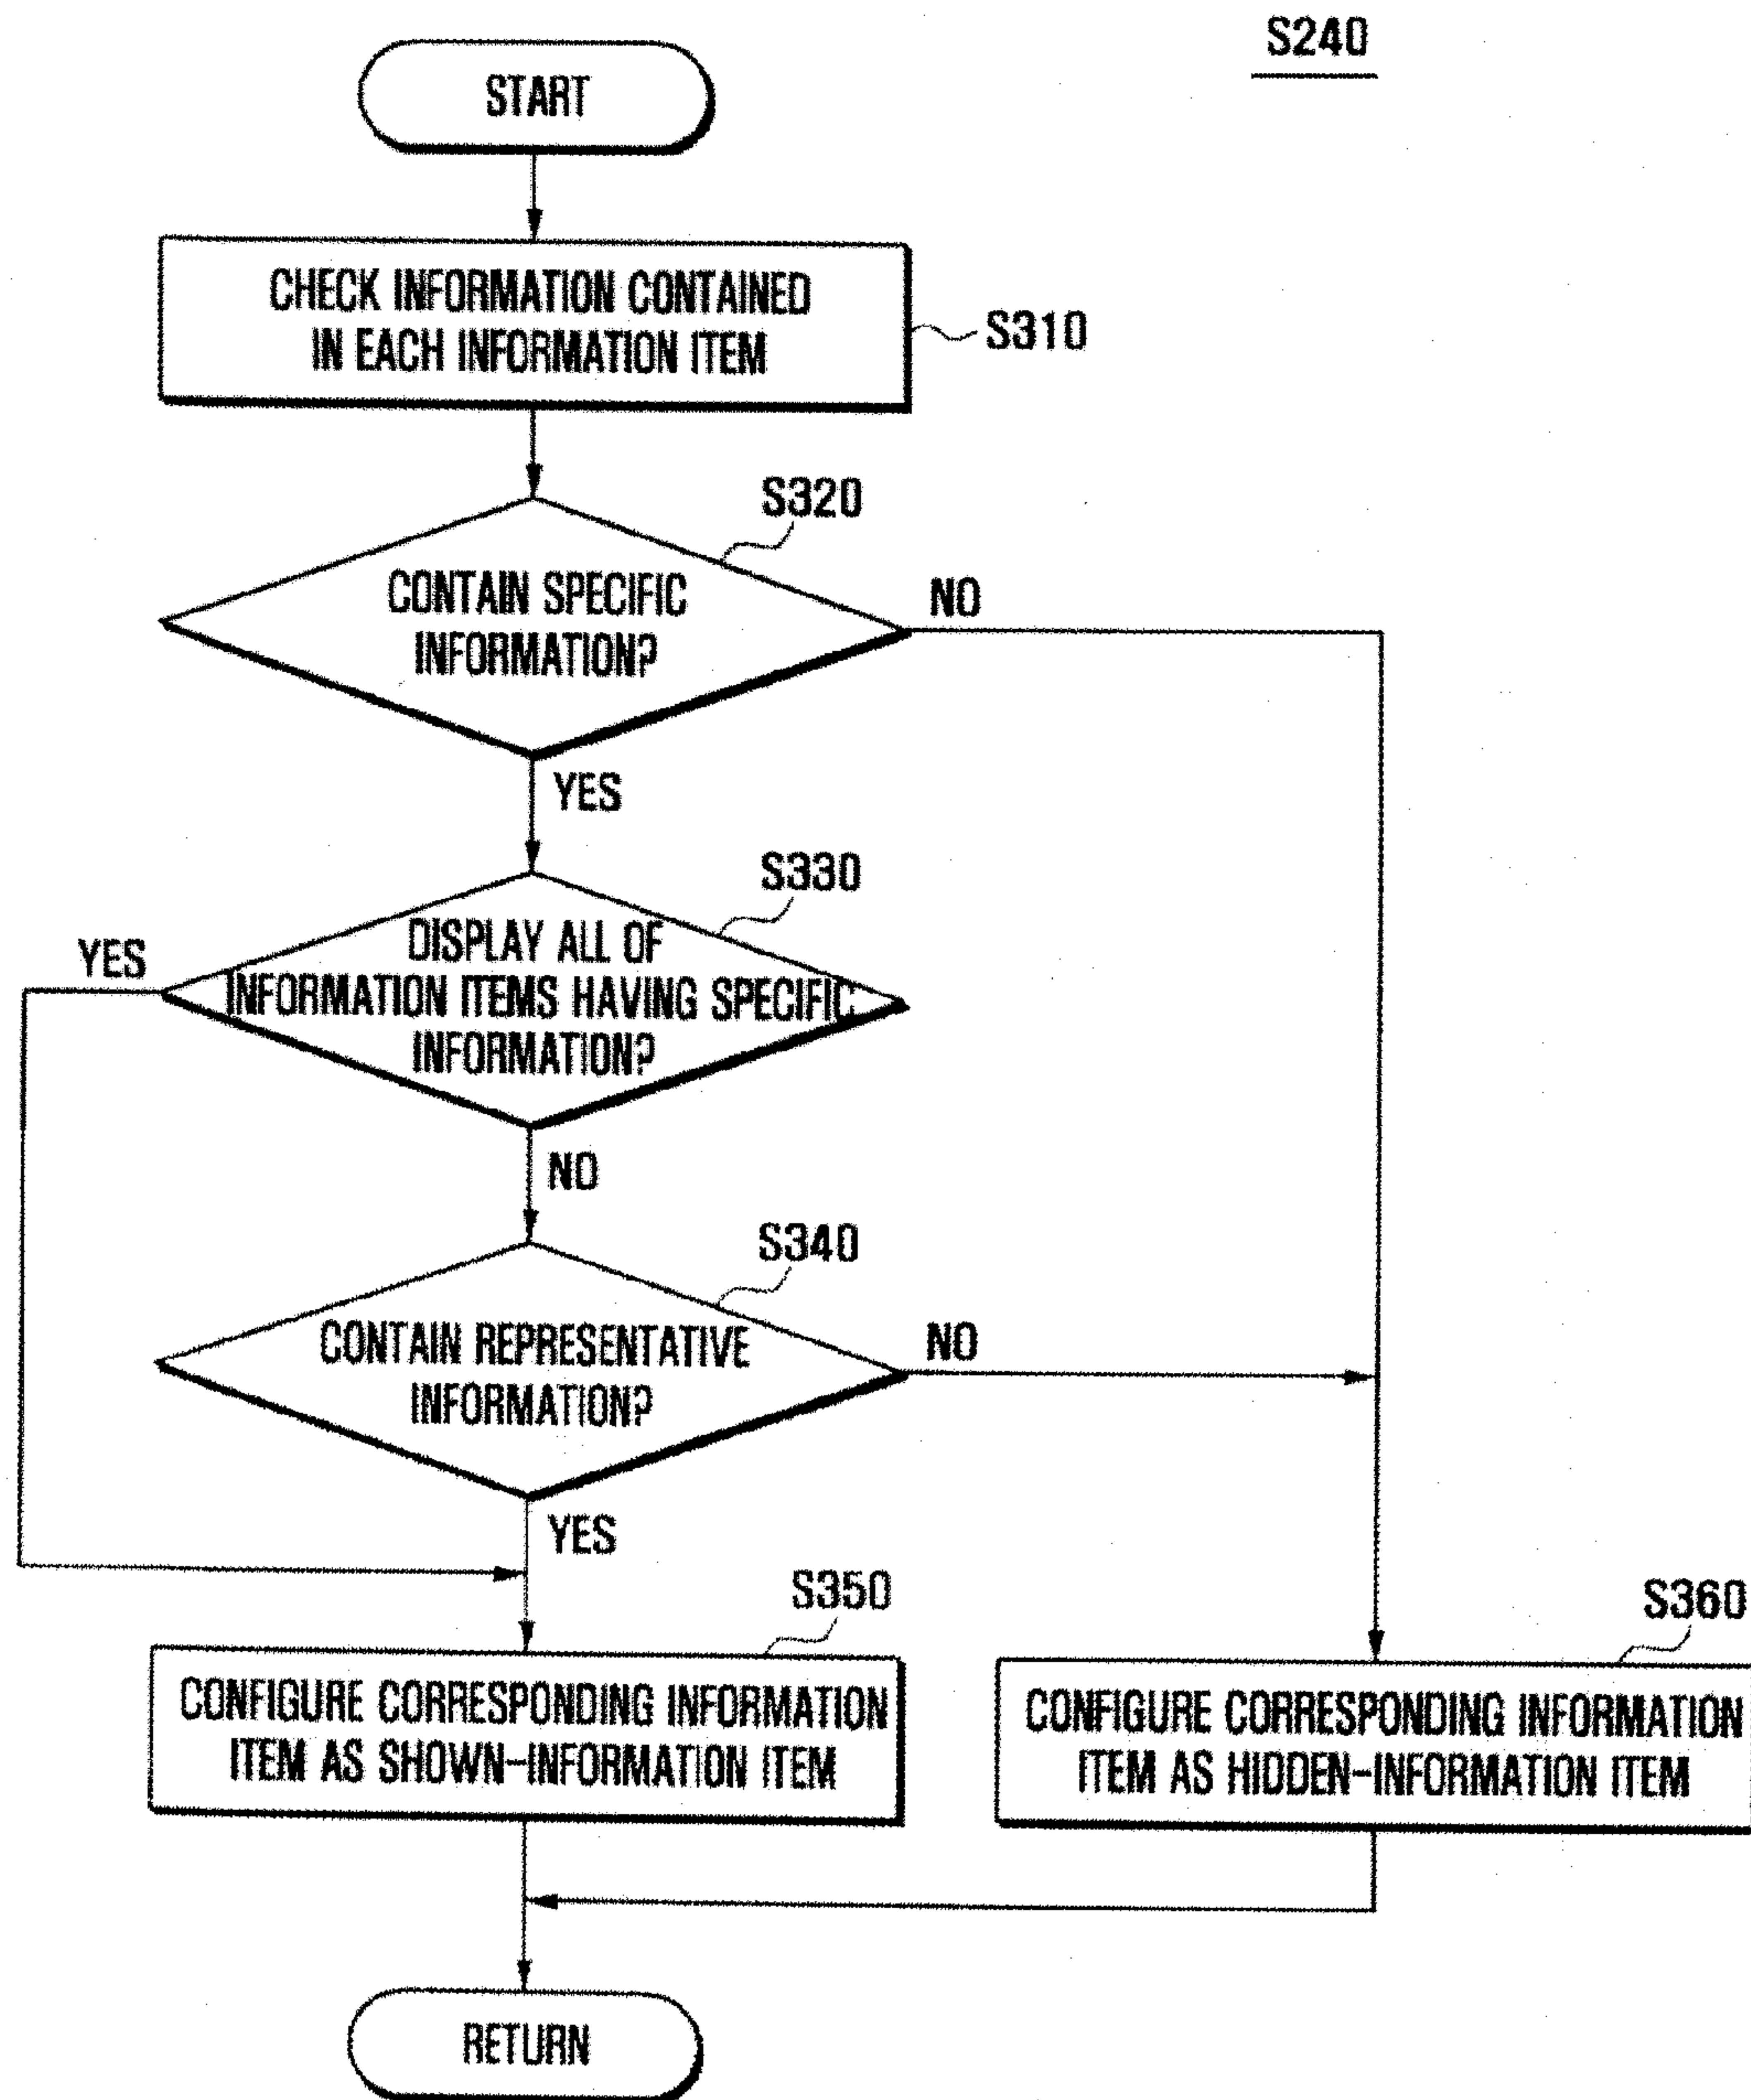 S240
START
CHECK INFORMATION CONTAINED
IN EACH INFORMATION ITEM
S310
S320
CONTAIN SPECIFIC
INFORMATION?
NO
YES
S330
DISPLAY ALL OF
INFORMATION ITEMS HAVING SPECIFIC
INFORMATION?
YES
NO
S340
CONTAIN REPRESENTATIVE
INFORMATION?
NO
YES
S350
CONFIGURE CORRESPONDING INFORMATION
ITEM AS SHOWN-INFORMATION ITEM
S360
CONFIGURE CORRESPONDING INFORMATION
ITEM AS HIDDEN-INFORMATION ITEM
RETURN